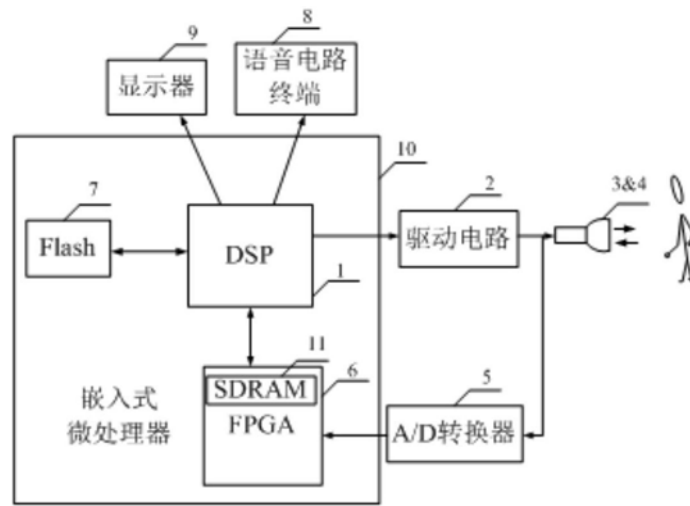 9
8
显示器
语音电路
终端
10
7
2
3&4
Flash
DSP
驱动电路
1
11
6
5
SDRAM
FPGA
嵌入式
微处理器
A/D转换器